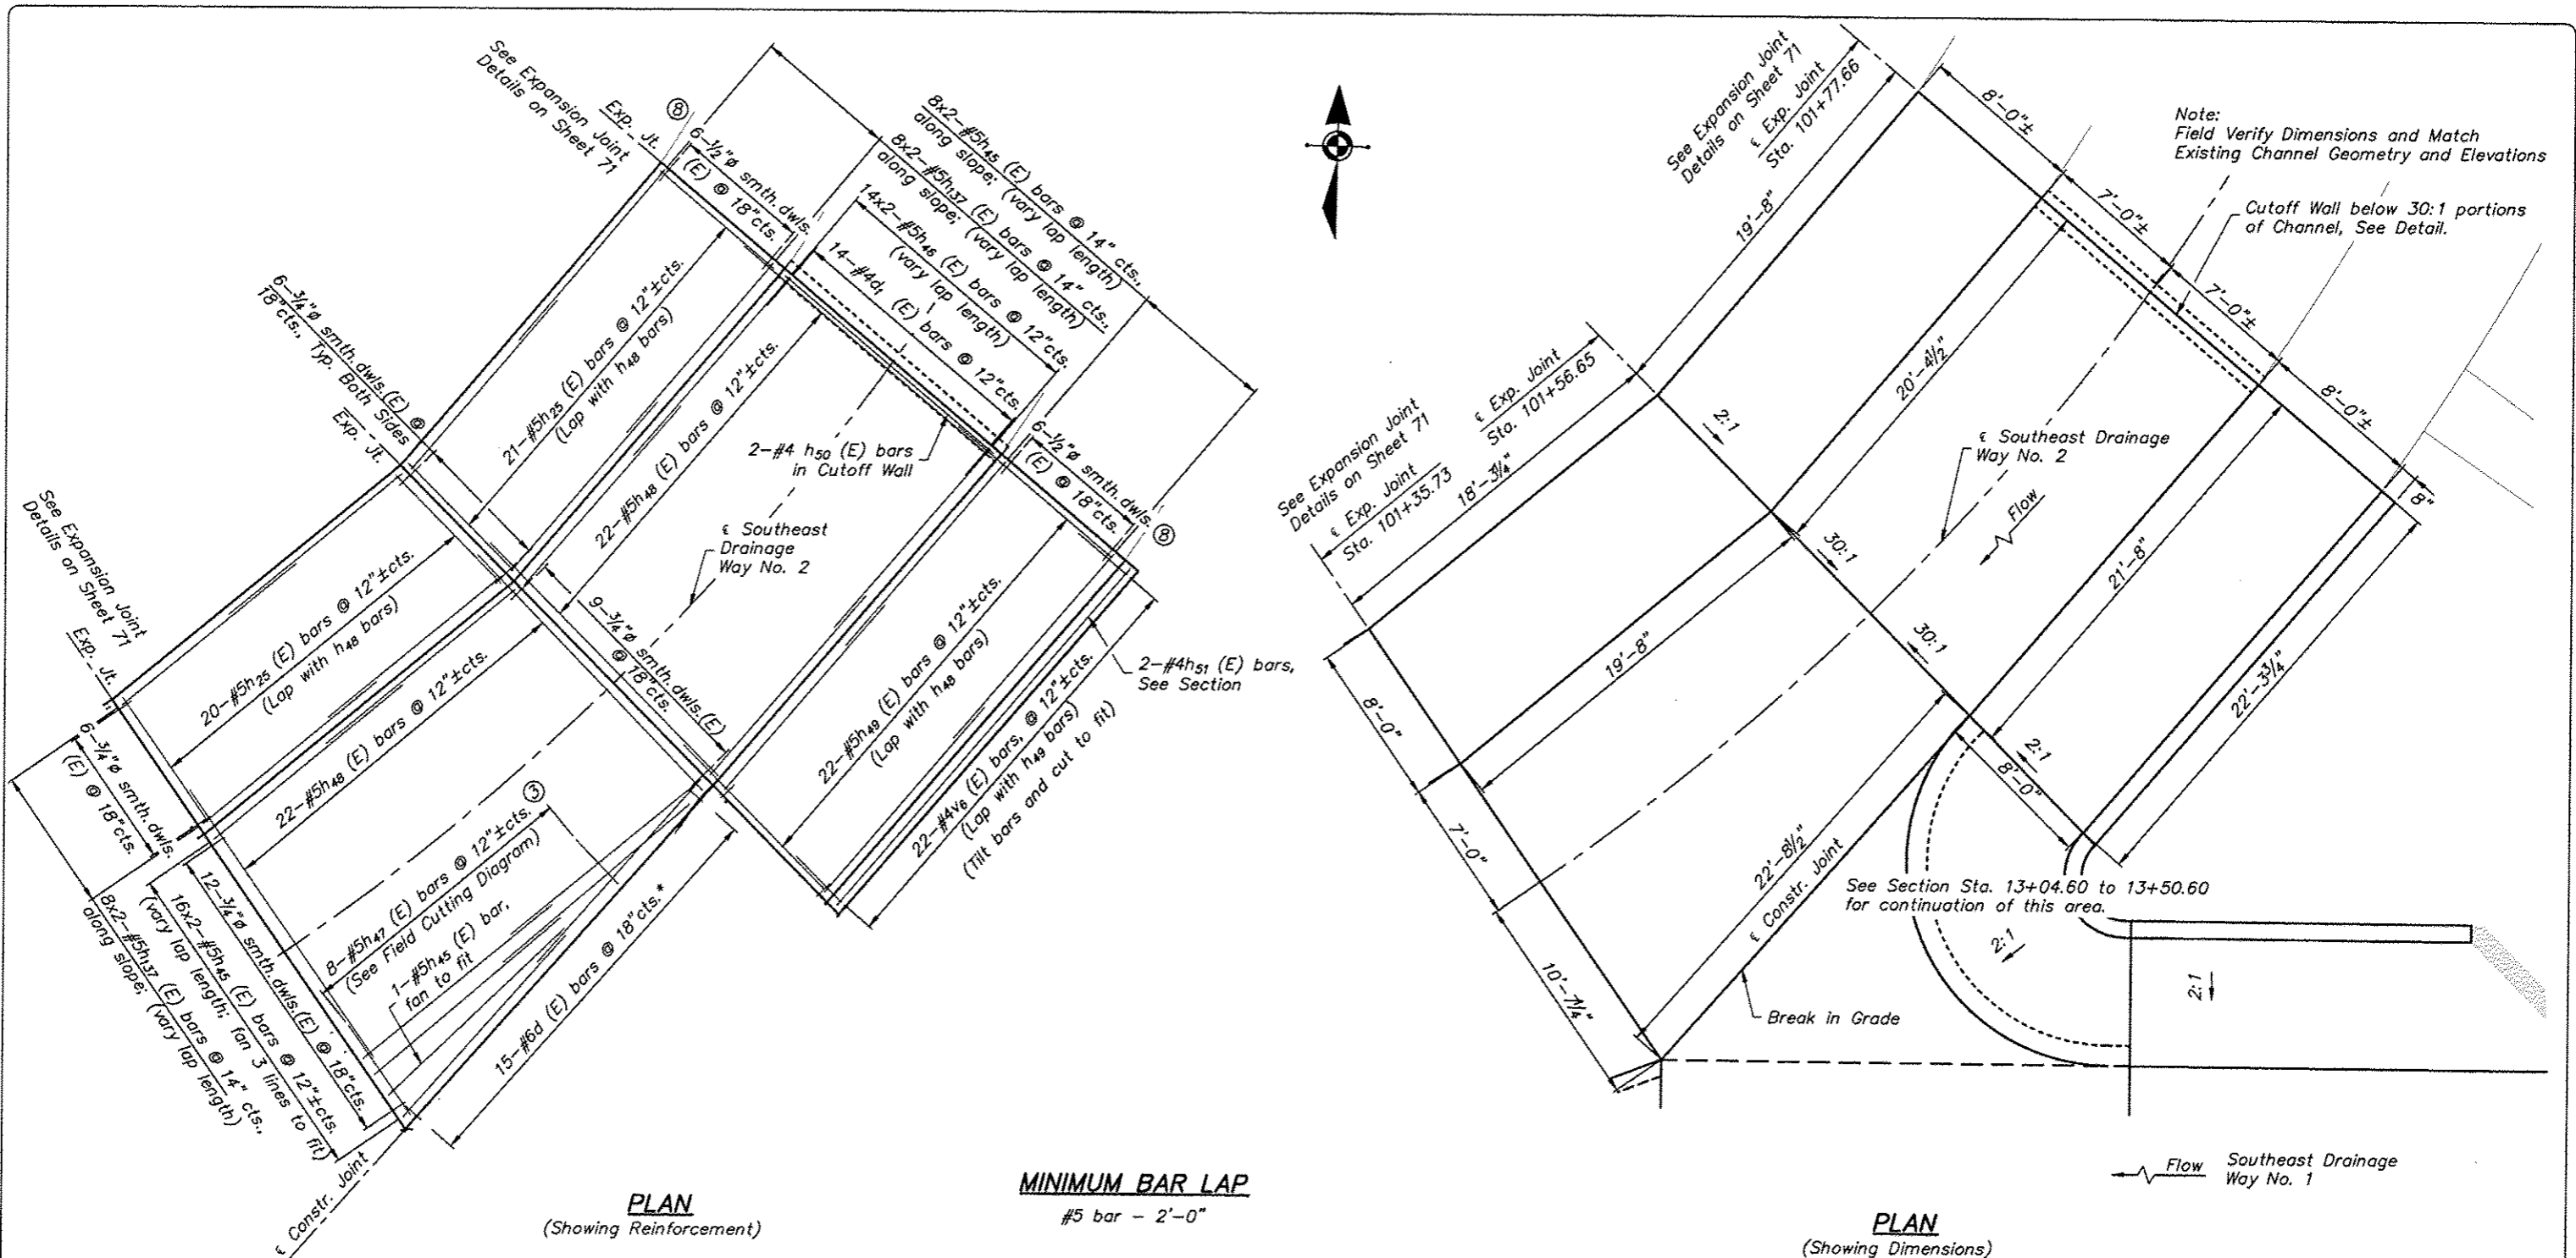 See Expansion Joint
Details on Sheet 71
Exp. Jt.
8
6-1/2"ø smth. dwls.
(E) @ 18"cts.
8x2-#5h45 (E) bars @ 14" cts.,
along slope; (vary lap length)
8x2-#5h137 (E) bars @ 14" cts.,
along slope; (vary lap length)
14x2-#5h46 (E) bars @ 12"cts.
(vary lap length)
14-#4d1 (E) bars @ 12"cts.
6-3/4"ø smth.dwls.(E) @
18"cts., Typ. Both Sides
Exp. Jt.
21-#5h25 (E) bars @ 12"±cts.
(Lap with h48 bars)
22-#5h48 (E) bars @ 12"±cts.
2-#4 h50 (E) bars
in Cutoff Wall
6-1/2"ø smth.dwls.
(E) @ 18"cts.
8
℄ Southeast
Drainage
Way No. 2
See Expansion Joint
Details on Sheet 71
Exp. Jt.
20-#5h25 (E) bars @ 12"±cts.
(Lap with h48 bars)
22-#5h48 (E) bars @ 12"±cts.
9-3/4"ø smth.dwls.(E)
@ 18"cts.
22-#5h49 (E) bars @ 12"±cts.
(Lap with h48 bars)
2-#4h51 (E) bars,
See Section
22-#4v6 (E) bars, @ 12"±cts.
(Lap with h49 bars)
(Tilt bars and cut to fit)
6-3/4"ø smth.dwls.
(E) @ 18"cts.
8-#5h47 (E) bars @ 12"±cts.
3
(See Field Cutting Diagram)
1-#5h45 (E) bar,
fan to fit
15-#6d (E) bars @ 18"cts.*
12-3/4"ø smth.dwls.(E) @ 18"cts.
16x2-#5h45 (E) bars @ 12"±cts.
(vary lap length; fan 3 lines to fit)
8x2-#5h137 (E) bars @ 14" cts.,
along slope; (vary lap length)
℄ Constr. Joint
PLAN
(Showing Reinforcement)
MINIMUM BAR LAP
#5 bar - 2'-0"
See Expansion Joint
Details on Sheet 71
℄ Exp. Joint
Sta. 101+77.66
8'-0"±
7'-0"±
7'-0"±
8'-0"±
8"
Note:
Field Verify Dimensions and Match
Existing Channel Geometry and Elevations
Cutoff Wall below 30:1 portions
of Channel, See Detail.
19'-8"
20'-4 1/2"
℄ Exp. Joint
Sta. 101+56.65
See Expansion Joint
Details on Sheet 71
℄ Exp. Joint
Sta. 101+35.73
18'-3 1/4"
2:1
℄ Southeast Drainage
Way No. 2
Flow
30:1
30:1
21'-8"
22'-3 3/4"
19'-8"
2:1
8'-0"
8'-0"
7'-0"
10'-7 1/4"
22'-8 1/2"
℄ Constr. Joint
See Section Sta. 13+04.60 to 13+50.60
for continuation of this area.
2:1
2:1
Break in Grade
Flow
Southeast Drainage
Way No. 1
PLAN
(Showing Dimensions)